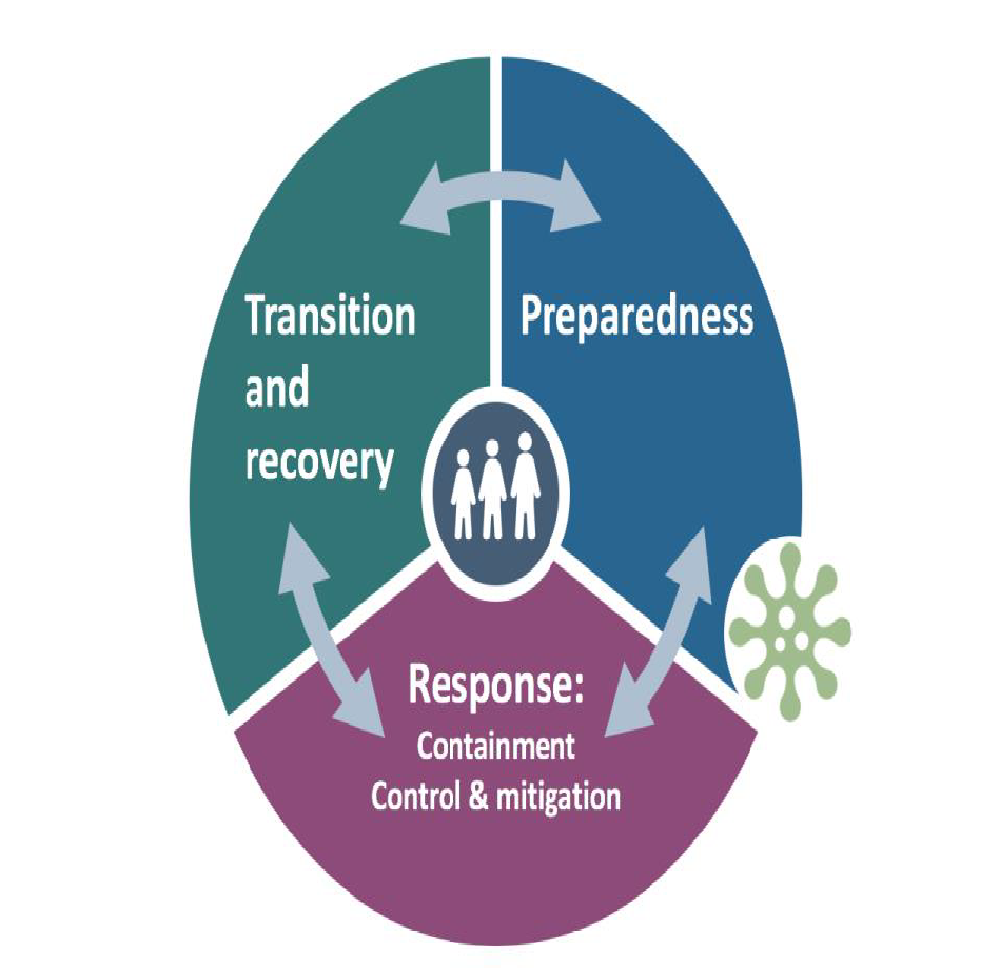 Transition
and
recovery
Preparedness
Response:
Containment
Control & mitigation